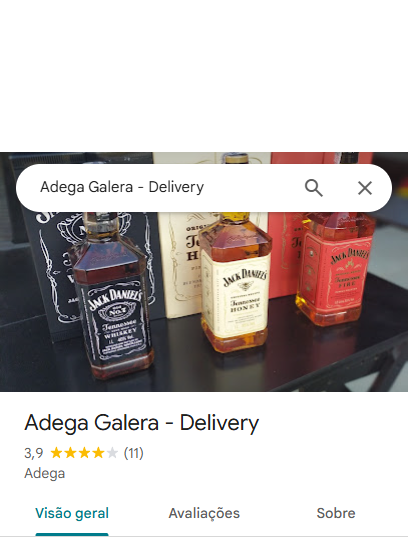 Adega Galera - Delivery
JACK DANIEL'S
OLD
No.7
Tennessee
WHISKEY
JACK DANIEL'S
Tennessee
HONEY
JACK DANIEL'S
Tennessee
FIRE
Adega Galera - Delivery
3,9 (11)
Adega
Visão geral Avaliações Sobre